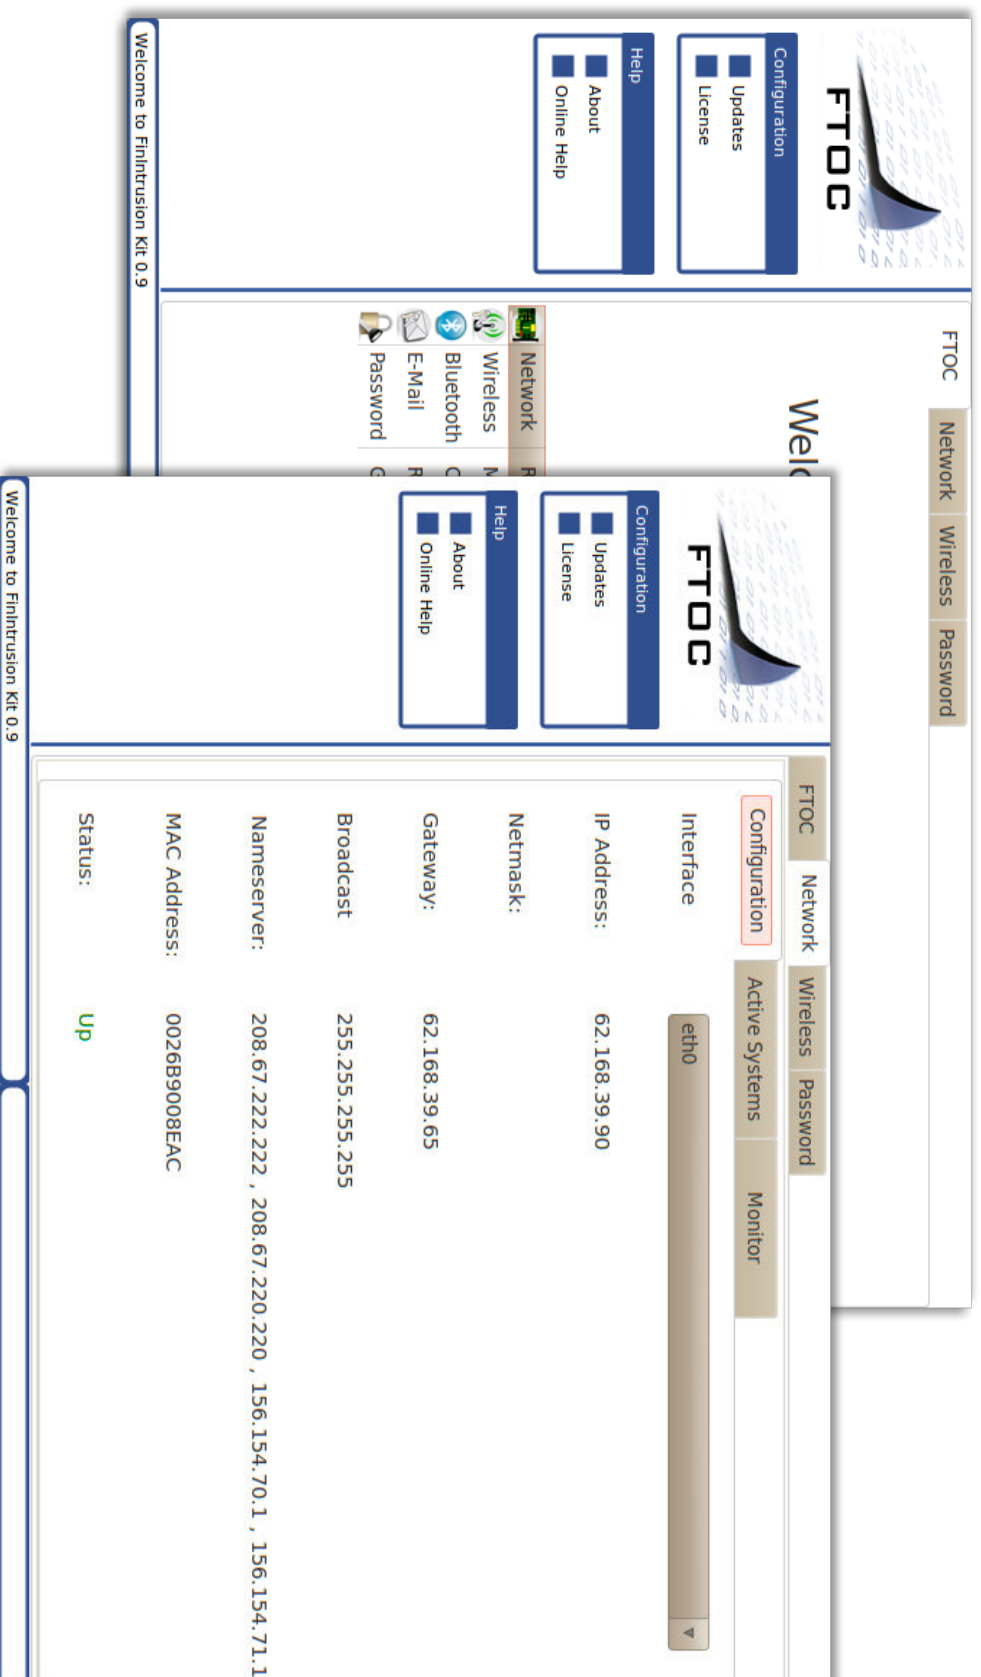 FTOC
Configuration
Updates
License
Help
About
Online Help
FTOC Network Wireless Password
Network
Wireless
Bluetooth
E-Mail
Password
Welcome to FinIntrusion Kit 0.9
FTOC
Configuration
Updates
License
Help
About
Online Help
FTOC Network Wireless Password
Configuration Active Systems Monitor
Interface eth0
IP Address: 62.168.39.90
Netmask:
Gateway: 62.168.39.65
Broadcast 255.255.255.255
Nameserver: 208.67.222.222 , 208.67.220.220 , 156.154.70.1 , 156.154.71.1
MAC Address: 0026B9008EAC
Status: Up
Welcome to FinIntrusion Kit 0.9